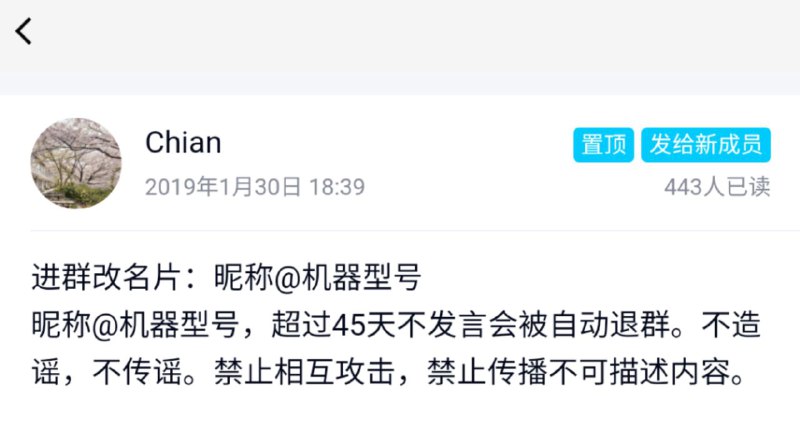 Chian
置顶
发给新成员
2019年1月30日 18:39
443人已读
进群改名片：昵称@机器型号
昵称@机器型号，超过45天不发言会被自动退群。不造
谣，不传谣。禁止相互攻击，禁止传播不可描述内容。